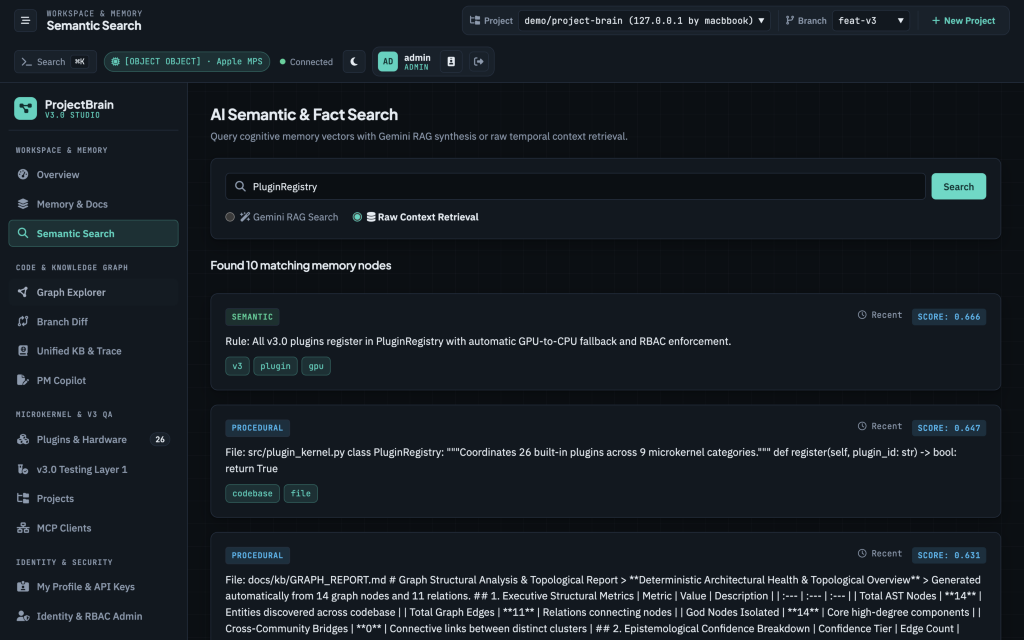 WORKSPACE & MEMORY
Semantic Search
Project demo/project-brain (127.0.0.1 by macbook) ▼
Branch feat-v3 ▼
+ New Project
Search ⌘K
[OBJECT OBJECT] · Apple MPS
Connected
AD
admin
ADMIN
ProjectBrain
V3.0 STUDIO
WORKSPACE & MEMORY
Overview
Memory & Docs
Semantic Search
CODE & KNOWLEDGE GRAPH
Graph Explorer
Branch Diff
Unified KB & Trace
PM Copilot
MICROKERNEL & V3 QA
Plugins & Hardware 26
v3.0 Testing Layer 1
Projects
MCP Clients
IDENTITY & SECURITY
My Profile & API Keys
Identity & RBAC Admin
AI Semantic & Fact Search
Query cognitive memory vectors with Gemini RAG synthesis or raw temporal context retrieval.
PluginRegistry
Search
Gemini RAG Search Raw Context Retrieval
Found 10 matching memory nodes
SEMANTIC Recent SCORE: 0.666
Rule: All v3.0 plugins register in PluginRegistry with automatic GPU-to-CPU fallback and RBAC enforcement.
v3 plugin gpu
PROCEDURAL Recent SCORE: 0.647
File: src/plugin_kernel.py class PluginRegistry: """Coordinates 26 built-in plugins across 9 microkernel categories.""" def register(self, plugin_id: str) -> bool:
return True
codebase file
PROCEDURAL Recent SCORE: 0.631
File: docs/kb/GRAPH_REPORT.md # Graph Structural Analysis & Topological Report > **Deterministic Architectural Health & Topological Overview** > Generated
automatically from 14 graph nodes and 11 relations. ## 1. Executive Structural Metrics | Metric | Value | Description | | :--- | :--- | :--- | | Total AST Nodes | **14** |
Entities discovered across codebase | | Total Graph Edges | **11** | Relations connecting nodes | | God Nodes Isolated | **14** | Core high-degree components | |
Cross-Community Bridges | **0** | Connective links between distinct clusters | ## 2. Epistemological Confidence Breakdown | Confidence Tier | Edge Count |